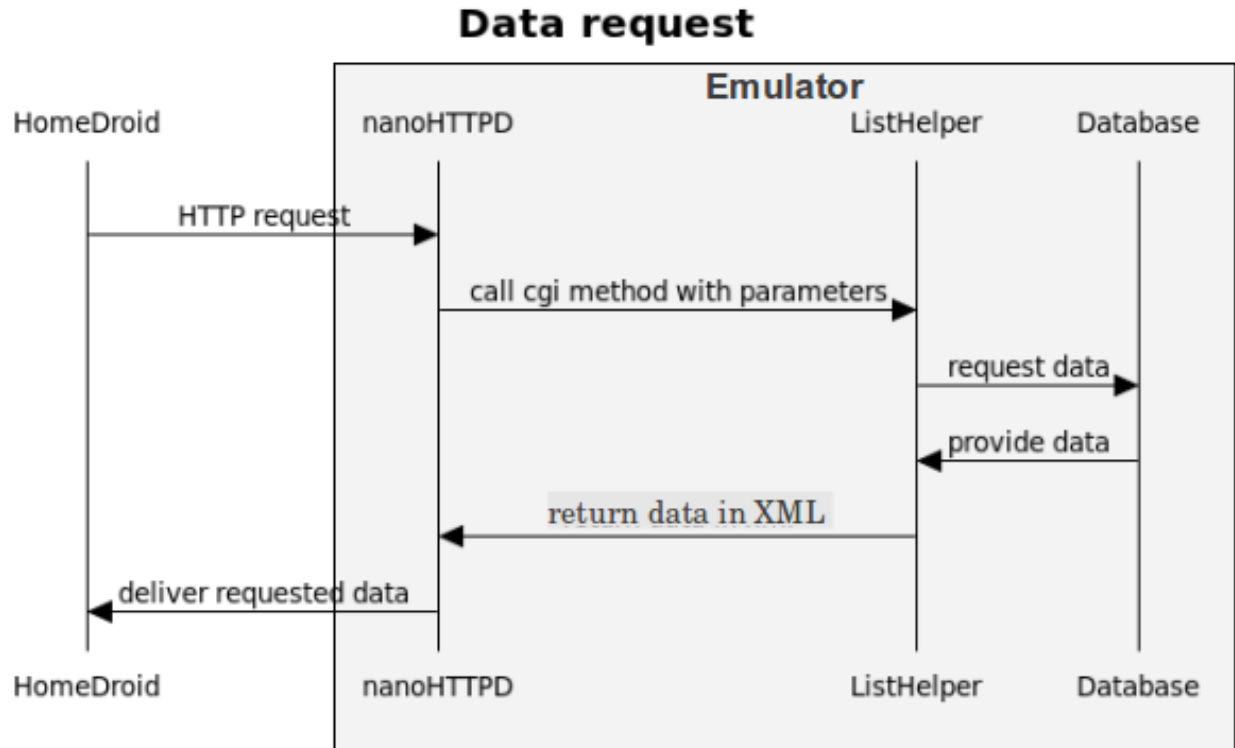 Data request
Emulator
HomeDroid nanoHTTPD ListHelper Database
HTTP request
call cgi method with parameters
request data
provide data
return data in XML
deliver requested data
HomeDroid nanoHTTPD ListHelper Database